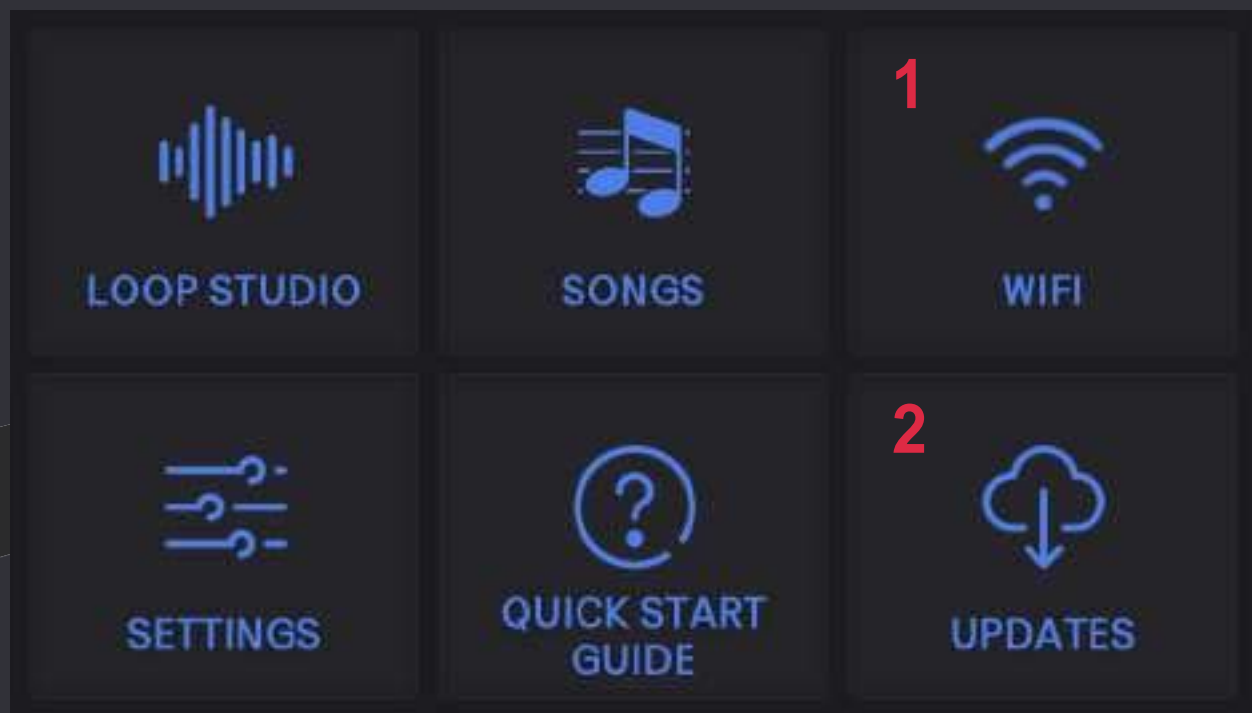 LOOP STUDIO
SONGS
1
WIFI
SETTINGS
?
QUICK START
GUIDE
2
UPDATES